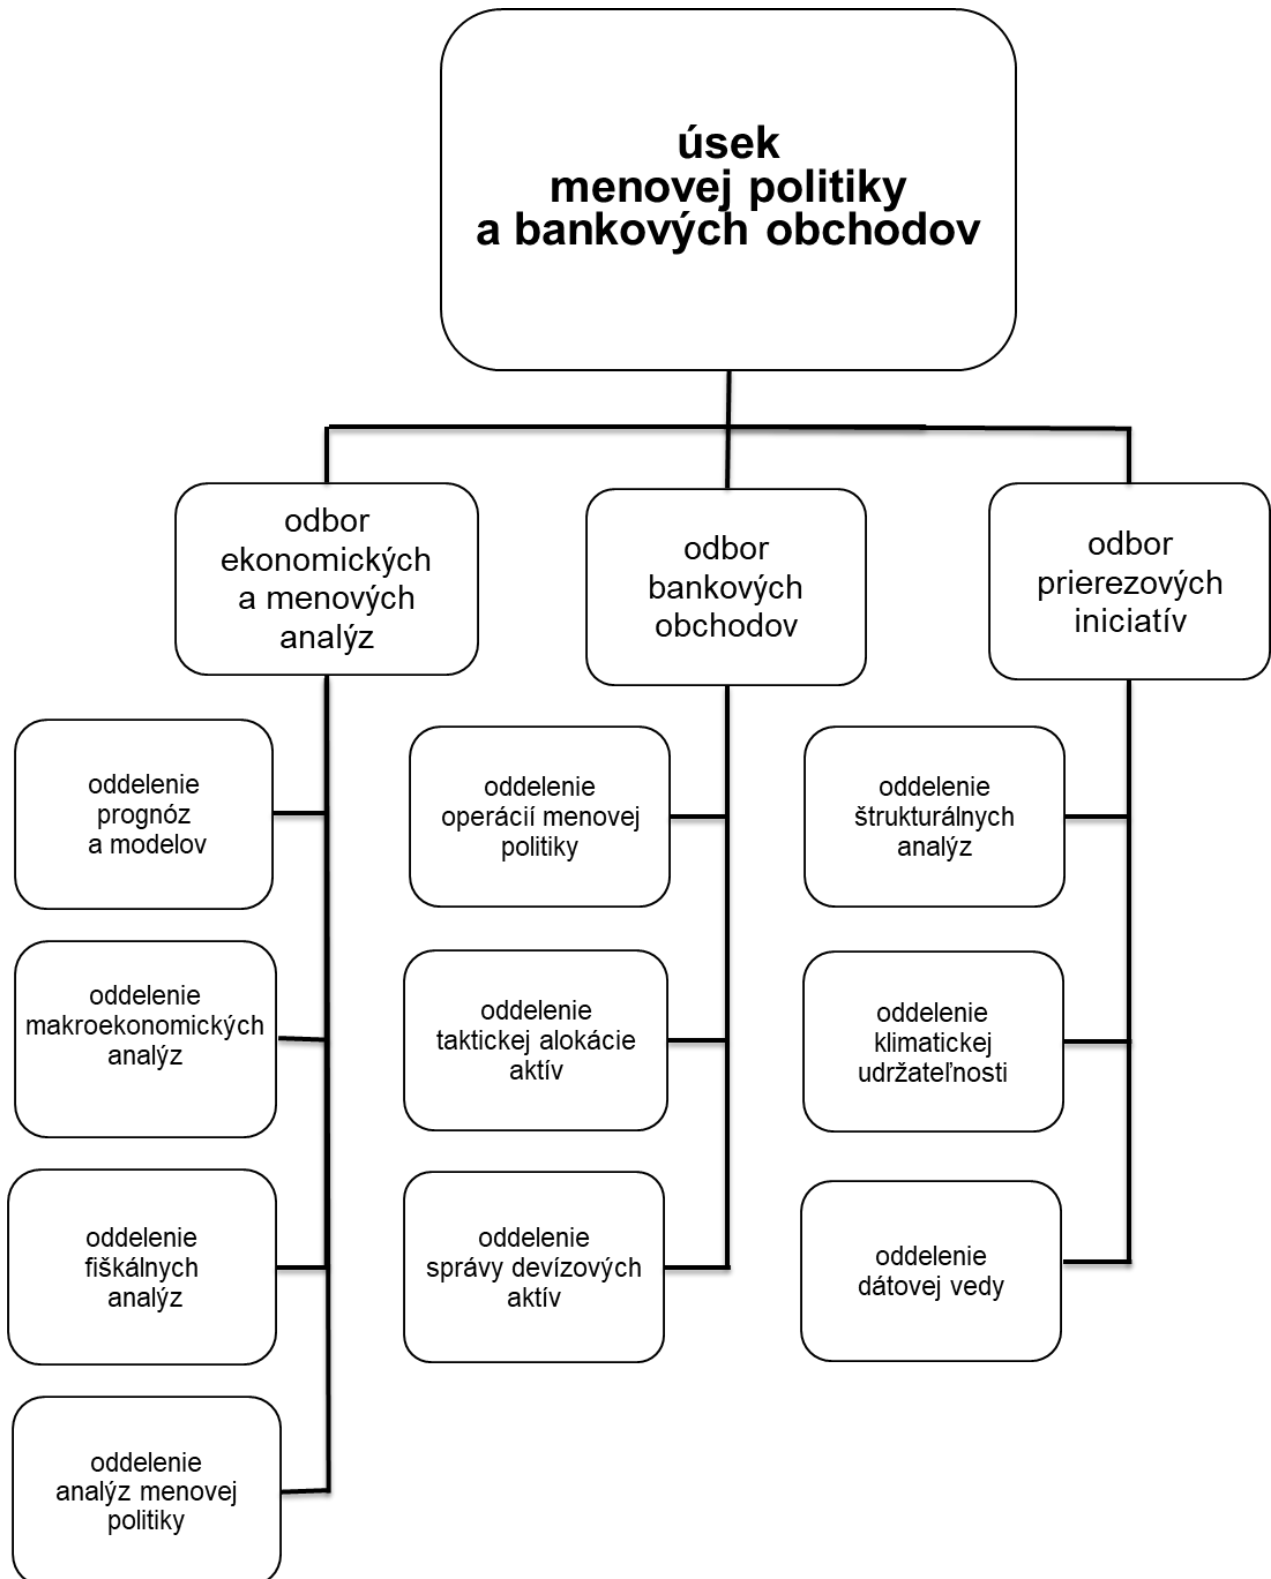 úsek
menovej politiky
a bankových obchodov
odbor
ekonomických
a menových
analýz
odbor
bankových
obchodov
odbor
prierezových
iniciatív
oddelenie
prognóz
a modelov
oddelenie
makroekonomických
analýz
oddelenie
fiškálnych
analýz
oddelenie
analýz menovej
politiky
oddelenie
operácií menovej
politiky
oddelenie
taktickej alokácie
aktív
oddelenie
správy devízových
aktív
oddelenie
štrukturálnych
analýz
oddelenie
klimatickej
udržateľnosti
oddelenie
dátovej vedy